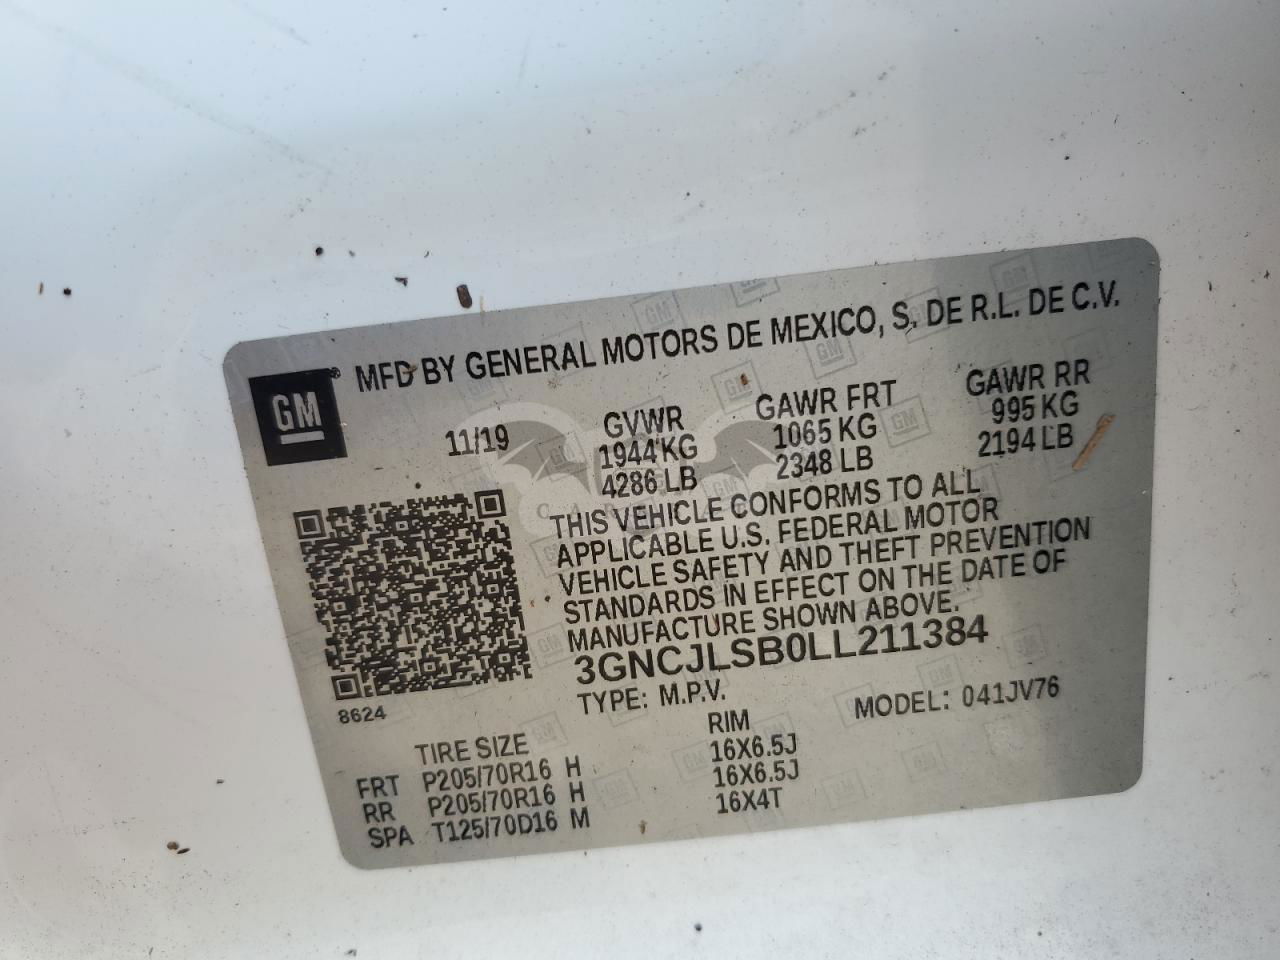 GM
MFD BY GENERAL MOTORS DE MEXICO, S. DE R.L. DE C.V.
11/19
GVWR GAWR FRT GAWR RR
1944 KG 1065 KG 995 KG
4286 LB 2348 LB 2194 LB
THIS VEHICLE CONFORMS TO ALL
APPLICABLE U.S. FEDERAL MOTOR
VEHICLE SAFETY AND THEFT PREVENTION
STANDARDS IN EFFECT ON THE DATE OF
MANUFACTURE SHOWN ABOVE.
3GNCJLSB0LL211384
8624
TYPE: M.P.V. MODEL: 041JV76
TIRE SIZE RIM
FRT P205/70R16 H 16X6.5J
RR P205/70R16 H 16X6.5J
SPA T125/70D16 M 16X4T